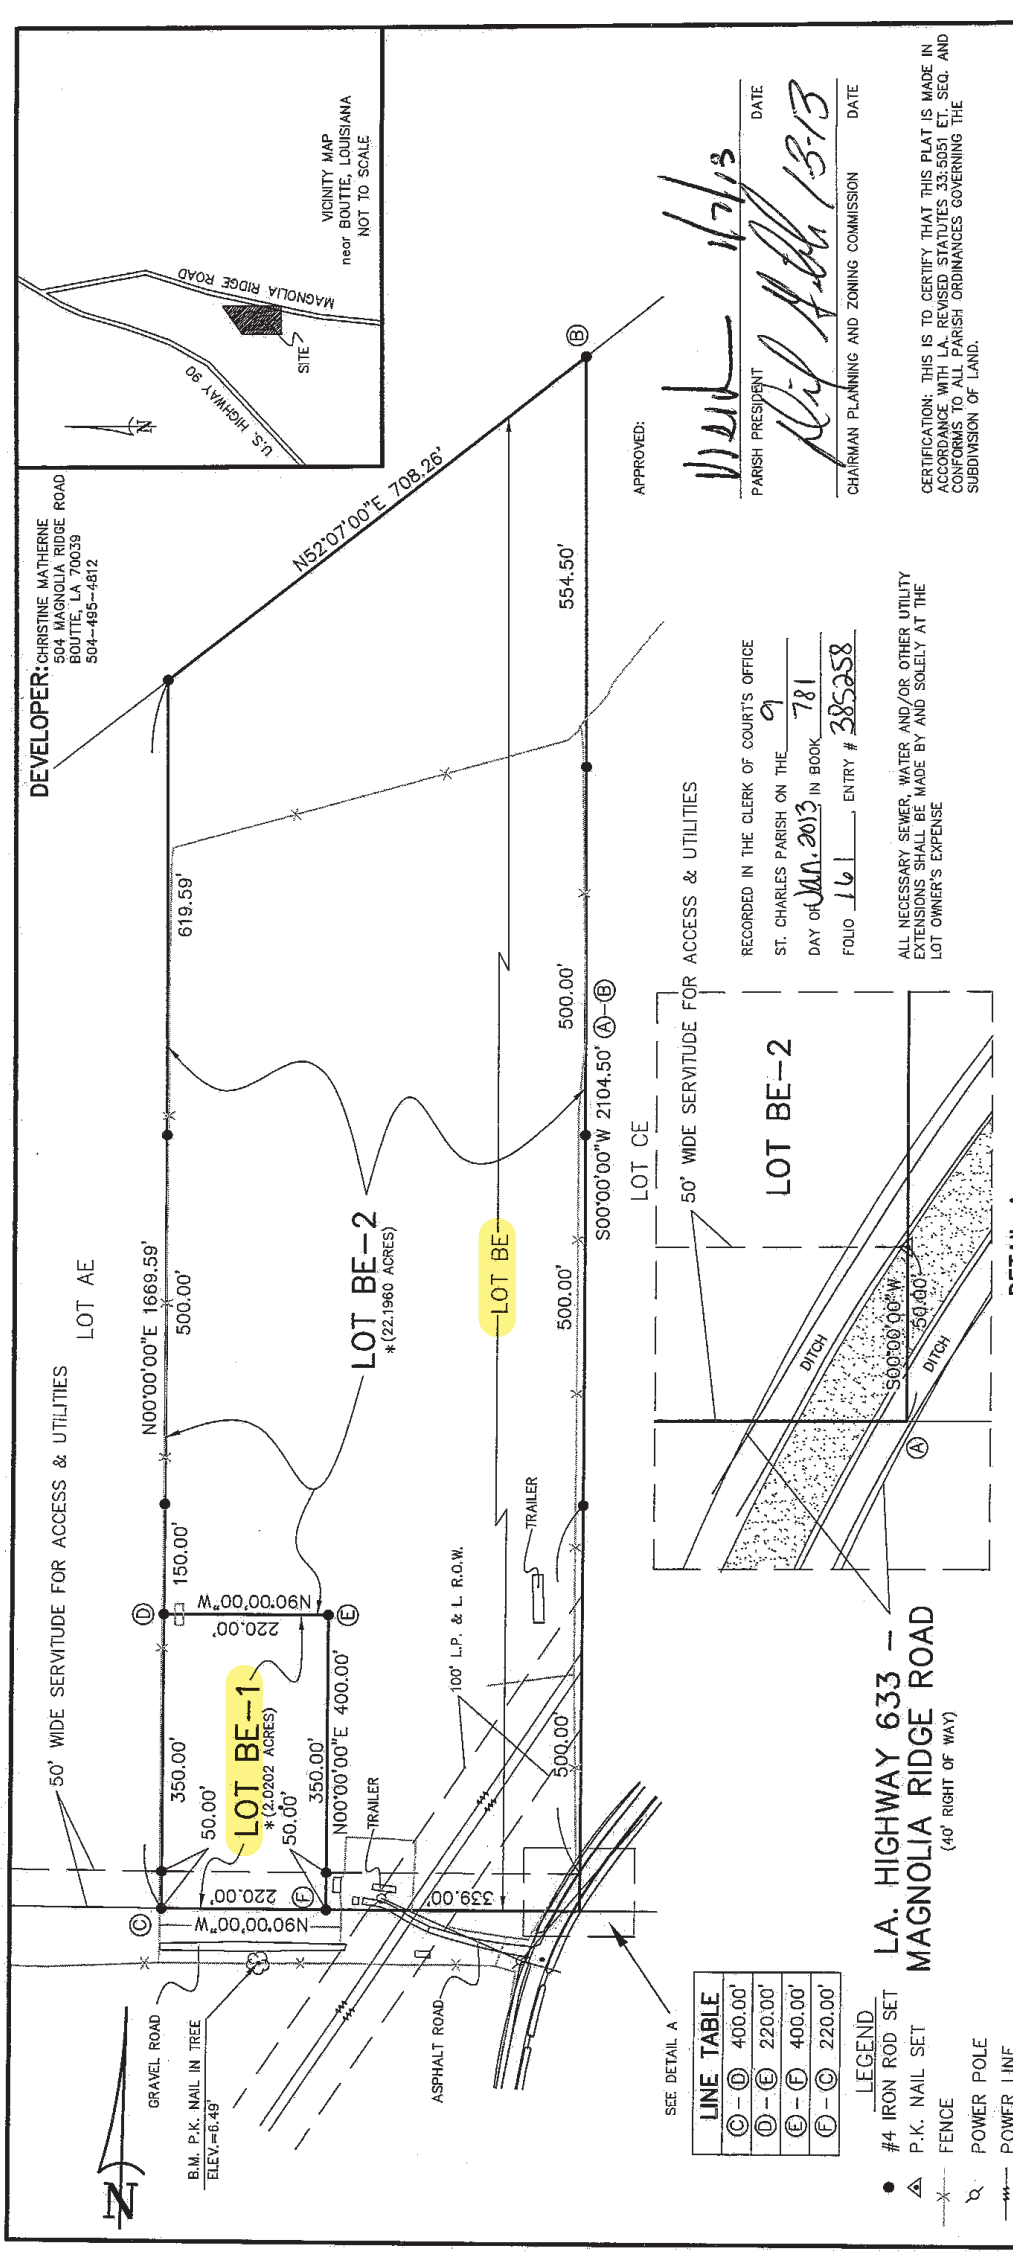 VICINITY MAP
near BOUTTE, LOUISIANA
NOT TO SCALE
U.S. HIGHWAY 90
MAGNOLIA RIDGE ROAD
SITE
N
DEVELOPER: CHRISTINE MATHERNE
504 MAGNOLIA RIDGE ROAD
BOUTTE, LA 70039
504-495-4812
N52°07'00"E 708.26'
B
554.50'
619.59'
500.00'
S00°00'00"W 2104.50' A-B
LOT CE
LOT AE
N00°00'00"E 1669.59'
500.00'
500.00'
LOT BE-2
*(22.1960 ACRES)
LOT BE
50' WIDE SERVITUDE FOR ACCESS & UTILITIES
150.00'
D
N90°00'00"W
220.00'
E
350.00'
50.00'
LOT BE-1
*(2.0202 ACRES)
50.00'
350.00'
N00°00'00"E 400.00'
TRAILER
TRAILER
100' L.P. & L. R.O.W.
500.00'
339.00'
C
220.00'
N90°00'00"W
F
GRAVEL ROAD
B.M. P.K. NAIL IN TREE
ELEV.=6.49'
ASPHALT ROAD
SEE DETAIL A
N
LINE TABLE
C - D 400.00'
D - E 220.00'
E - F 400.00'
F - C 220.00'
LEGEND
#4 IRON ROD SET
P.K. NAIL SET
FENCE
POWER POLE
POWER LINE
LA. HIGHWAY 633 -
MAGNOLIA RIDGE ROAD
(40' RIGHT OF WAY)
50' WIDE SERVITUDE FOR ACCESS & UTILITIES
LOT BE-2
DITCH
S00°00'00"W
50.00'
DITCH
A
DETAIL A
APPROVED:
1/7/13
PARISH PRESIDENT DATE
1-3-13
CHAIRMAN PLANNING AND ZONING COMMISSION DATE
RECORDED IN THE CLERK OF COURT'S OFFICE
ST. CHARLES PARISH ON THE 9
DAY OF Jan. 2013 IN BOOK 781
FOLIO 161, ENTRY # 385258
ALL NECESSARY SEWER, WATER AND/OR OTHER UTILITY
EXTENSIONS SHALL BE MADE BY AND SOLELY AT THE
LOT OWNER'S EXPENSE
CERTIFICATION: THIS IS TO CERTIFY THAT THIS PLAT IS MADE IN
ACCORDANCE WITH LA. REVISED STATUTES 33:5051 ET. SEQ. AND
CONFORMS TO ALL PARISH ORDINANCES GOVERNING THE
SUBDIVISION OF LAND.